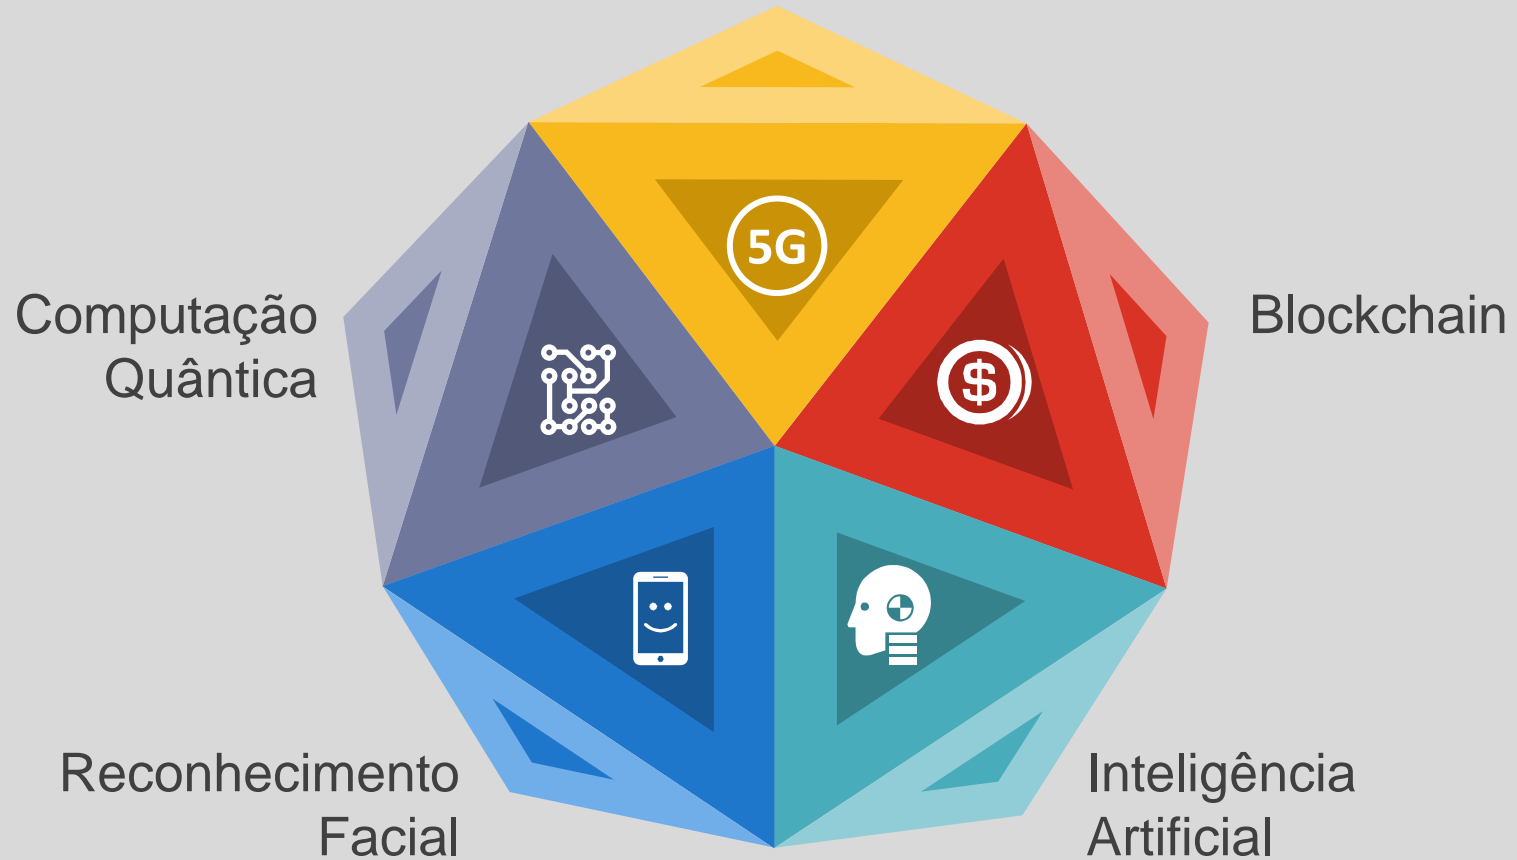 5G
Computação
Quântica
Blockchain
$
Reconhecimento
Facial
Inteligência
Artificial